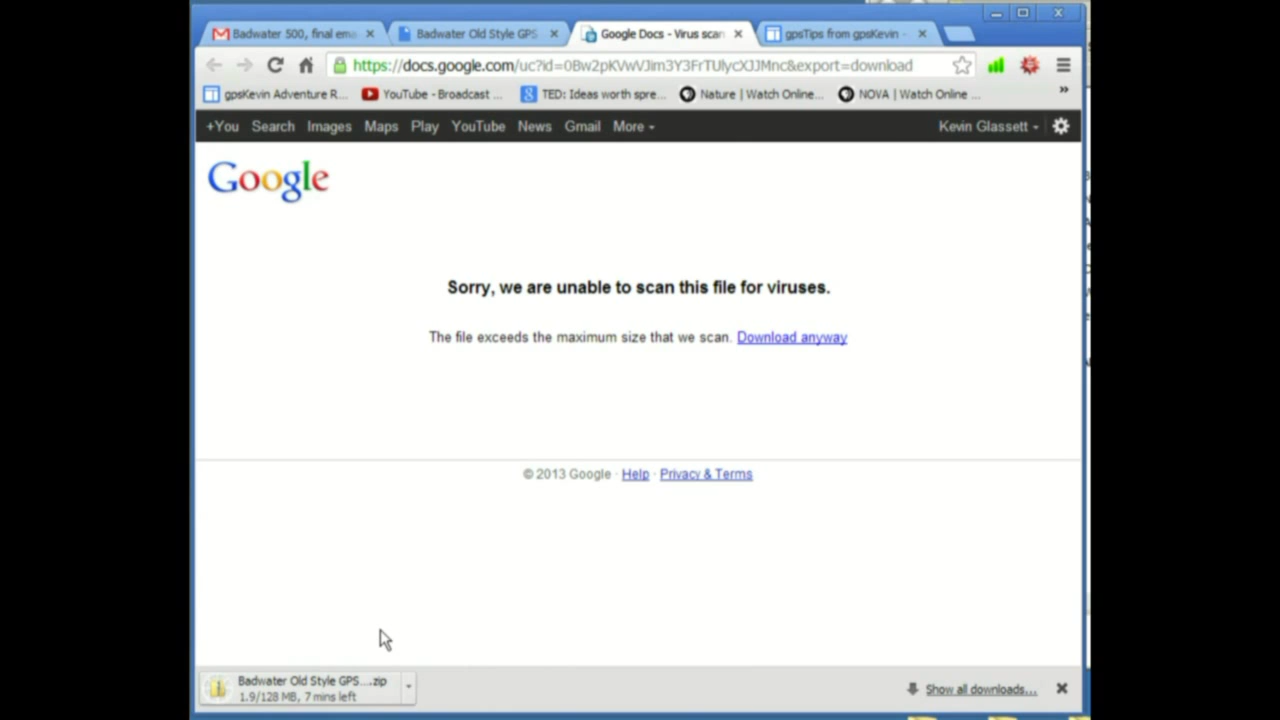 Badwater 500, final ema
Badwater Old Style GPS
Google Docs - Virus scan
gpsTips from gpsKevin -
https://docs.google.com/uc?id=0Bw2pKVwVJim3Y3FrTUlycXJJMnc&export=download
gpsKevin Adventure R...
YouTube - Broadcast ...
TED: Ideas worth spre...
Nature | Watch Online...
NOVA | Watch Online ...
»
+You Search Images Maps Play YouTube News Gmail More
Kevin Glassett
Google
Sorry, we are unable to scan this file for viruses.
The file exceeds the maximum size that we scan. Download anyway
© 2013 Google · Help · Privacy & Terms
Badwater Old Style GPS....zip
1.9/128 MB, 7 mins left
Show all downloads...